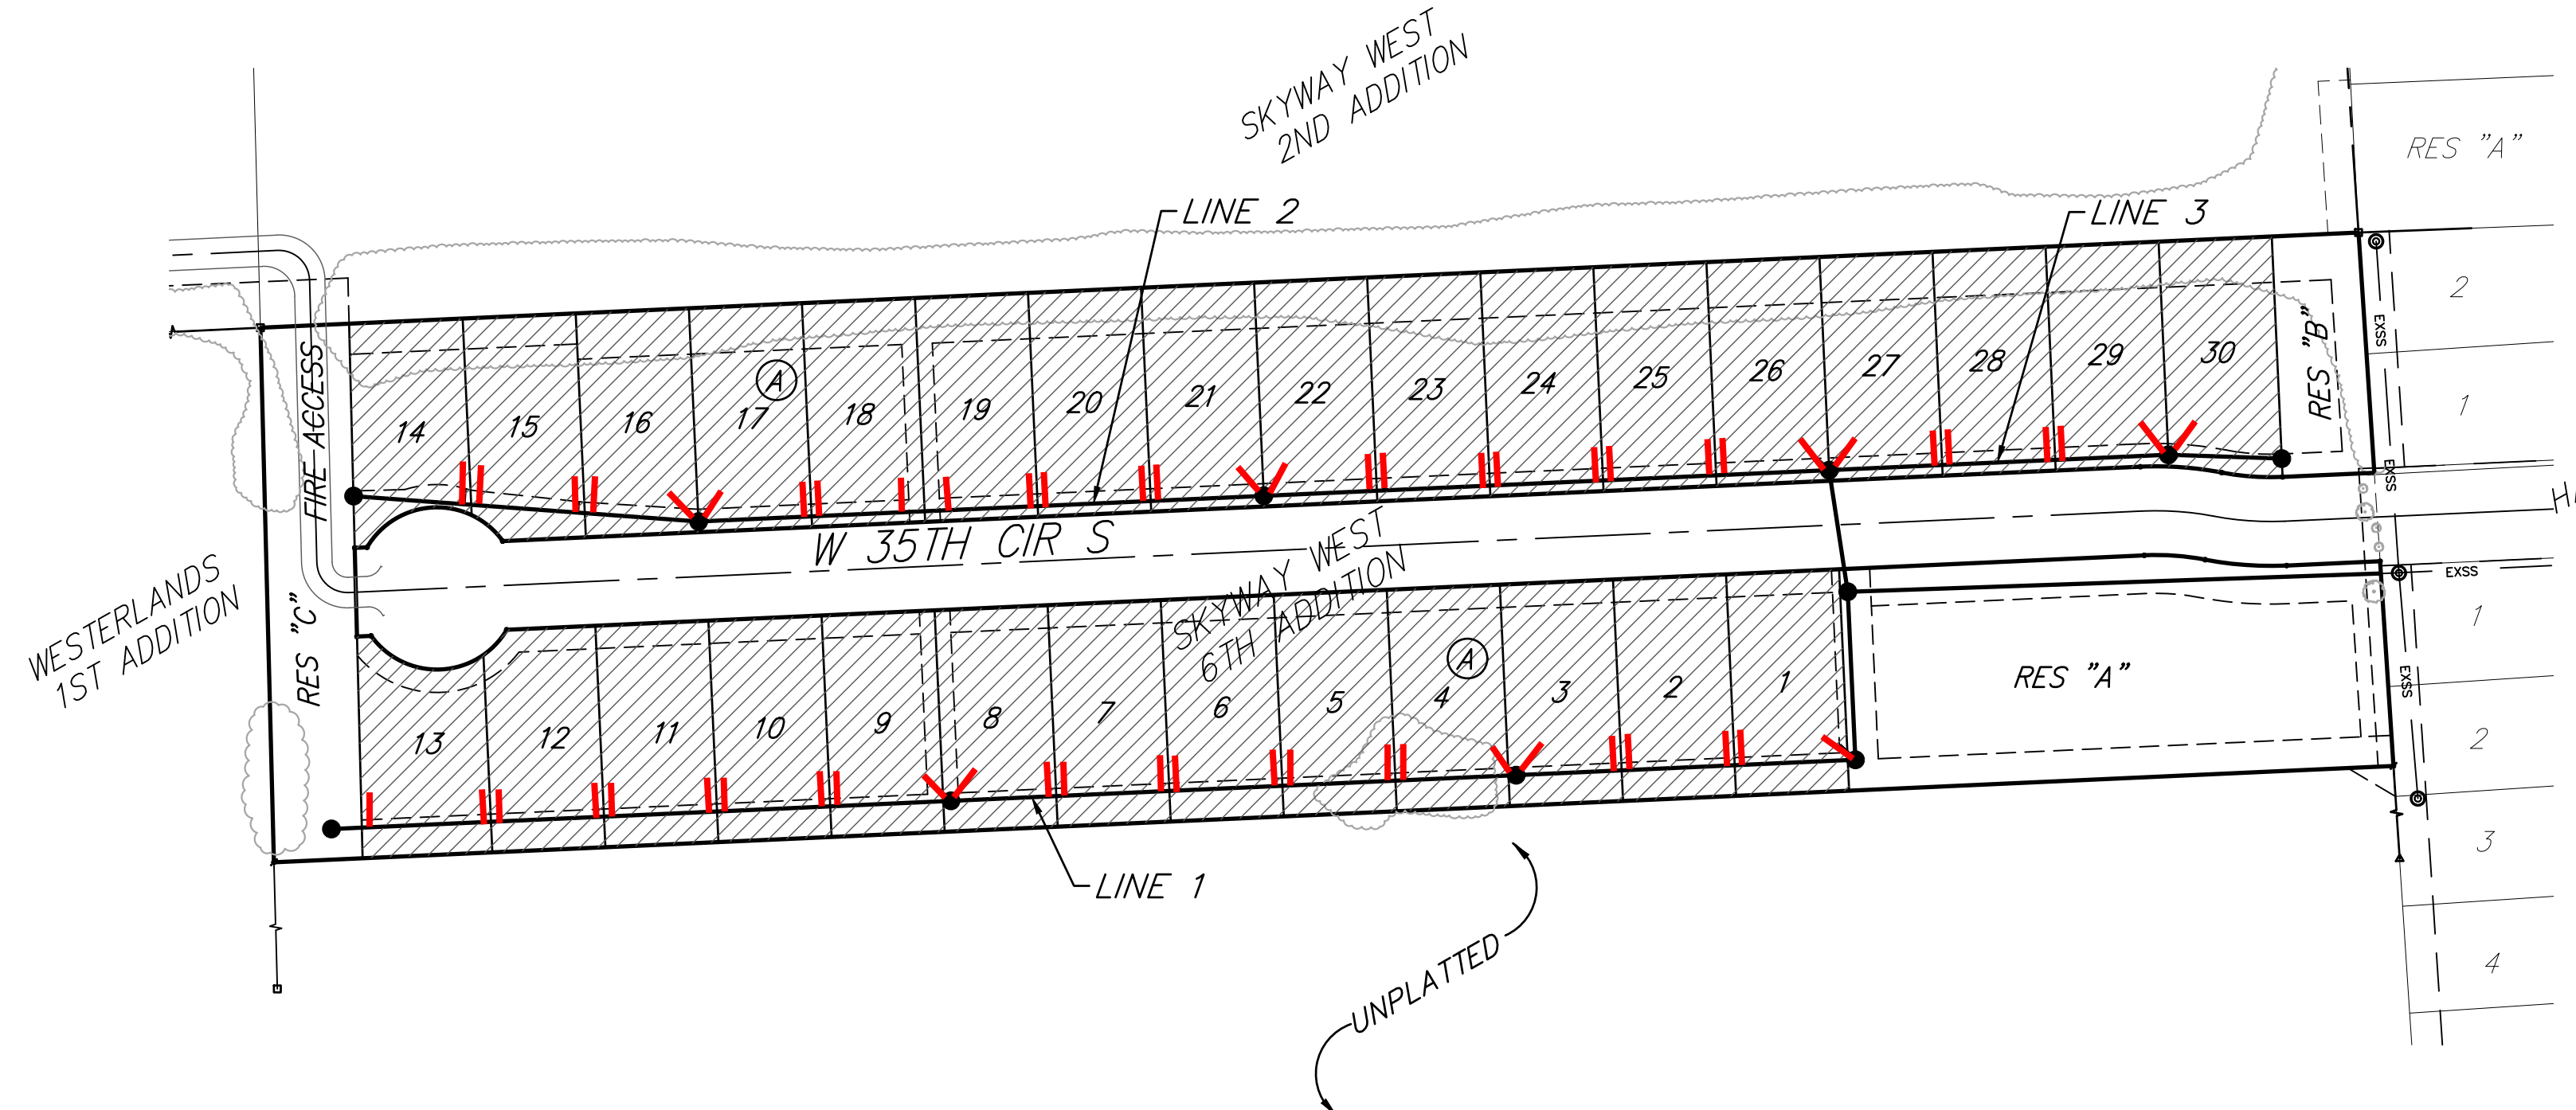 SKYWAY WEST
2ND ADDITION
RES "A"
LINE 2
LINE 3
2
EXSS
1
FIRE ACCESS
RES "B"
A
14
15
16
17
18
19
20
21
22
23
24
25
26
27
28
29
30
EXSS
W 35TH CIR S
SKYWAY WEST
6TH ADDITION
WESTERLANDS
1ST ADDITION
RES "C"
EXSS
1
EXSS
2
3
4
13
12
11
10
9
8
7
6
5
4
A
3
2
1
RES "A"
LINE 1
UNPLATTED